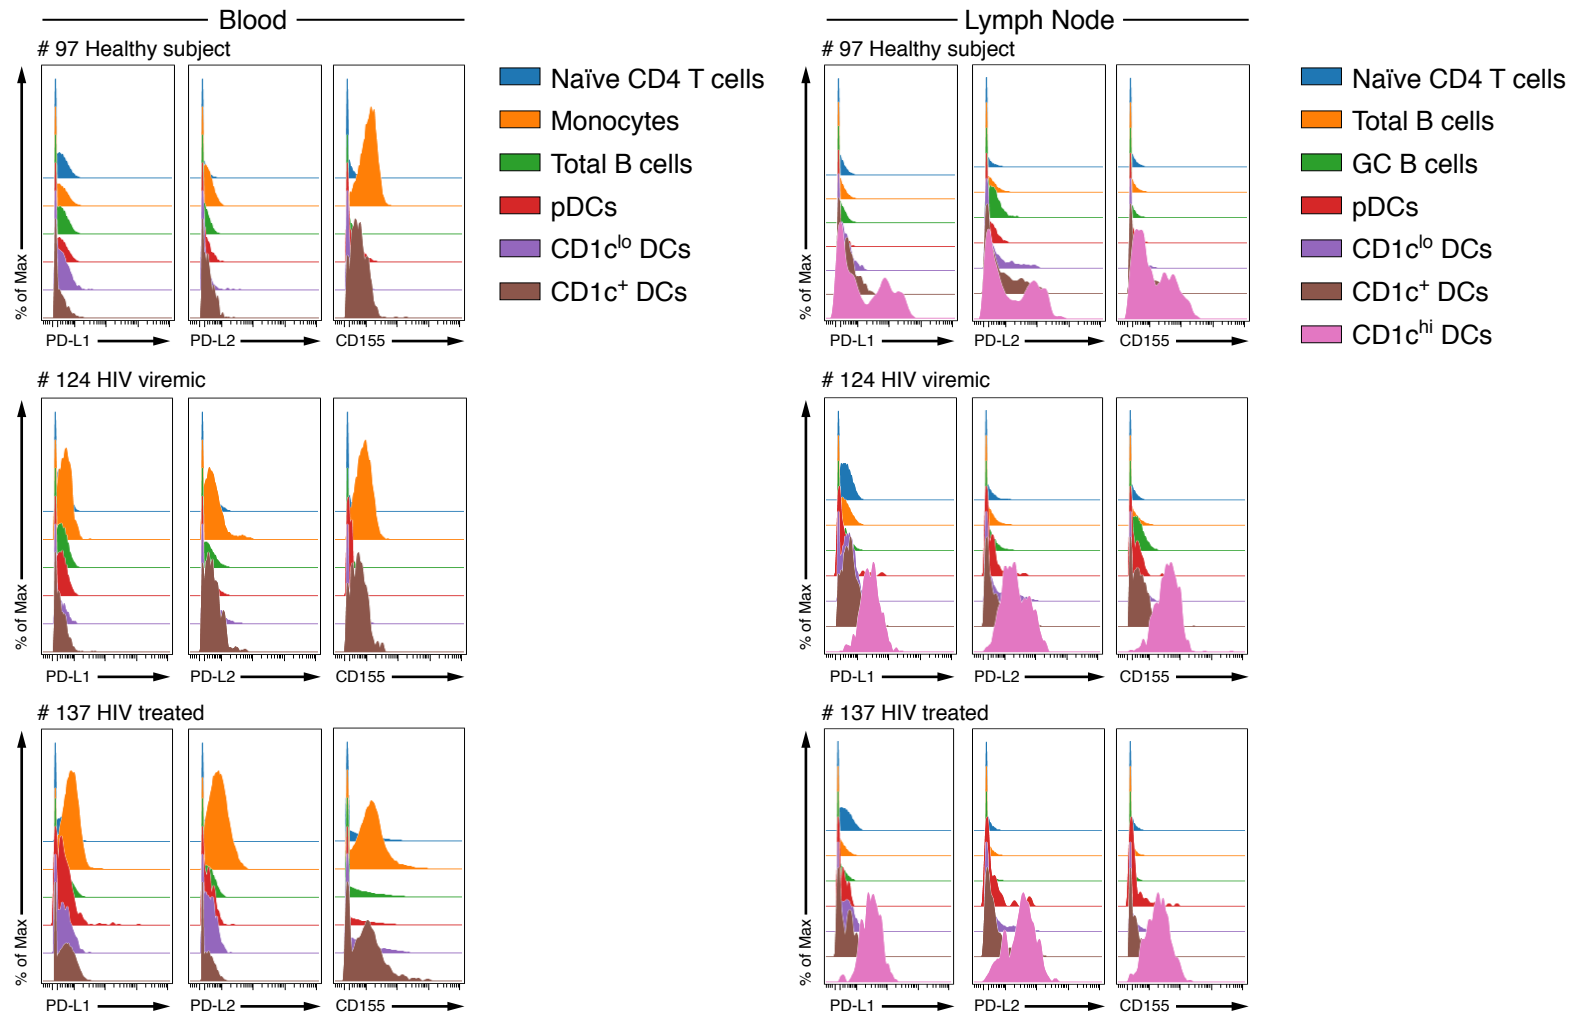 Blood
# 97 Healthy subject
% of Max
PD-L1
PD-L2
CD155
Naïve CD4 T cells
Monocytes
Total B cells
pDCs
CD1clo DCs
CD1c+ DCs
# 124 HIV viremic
% of Max
PD-L1
PD-L2
CD155
# 137 HIV treated
% of Max
PD-L1
PD-L2
CD155
Lymph Node
# 97 Healthy subject
% of Max
PD-L1
PD-L2
CD155
Naïve CD4 T cells
Total B cells
GC B cells
pDCs
CD1clo DCs
CD1c+ DCs
CD1chi DCs
# 124 HIV viremic
% of Max
PD-L1
PD-L2
CD155
# 137 HIV treated
% of Max
PD-L1
PD-L2
CD155